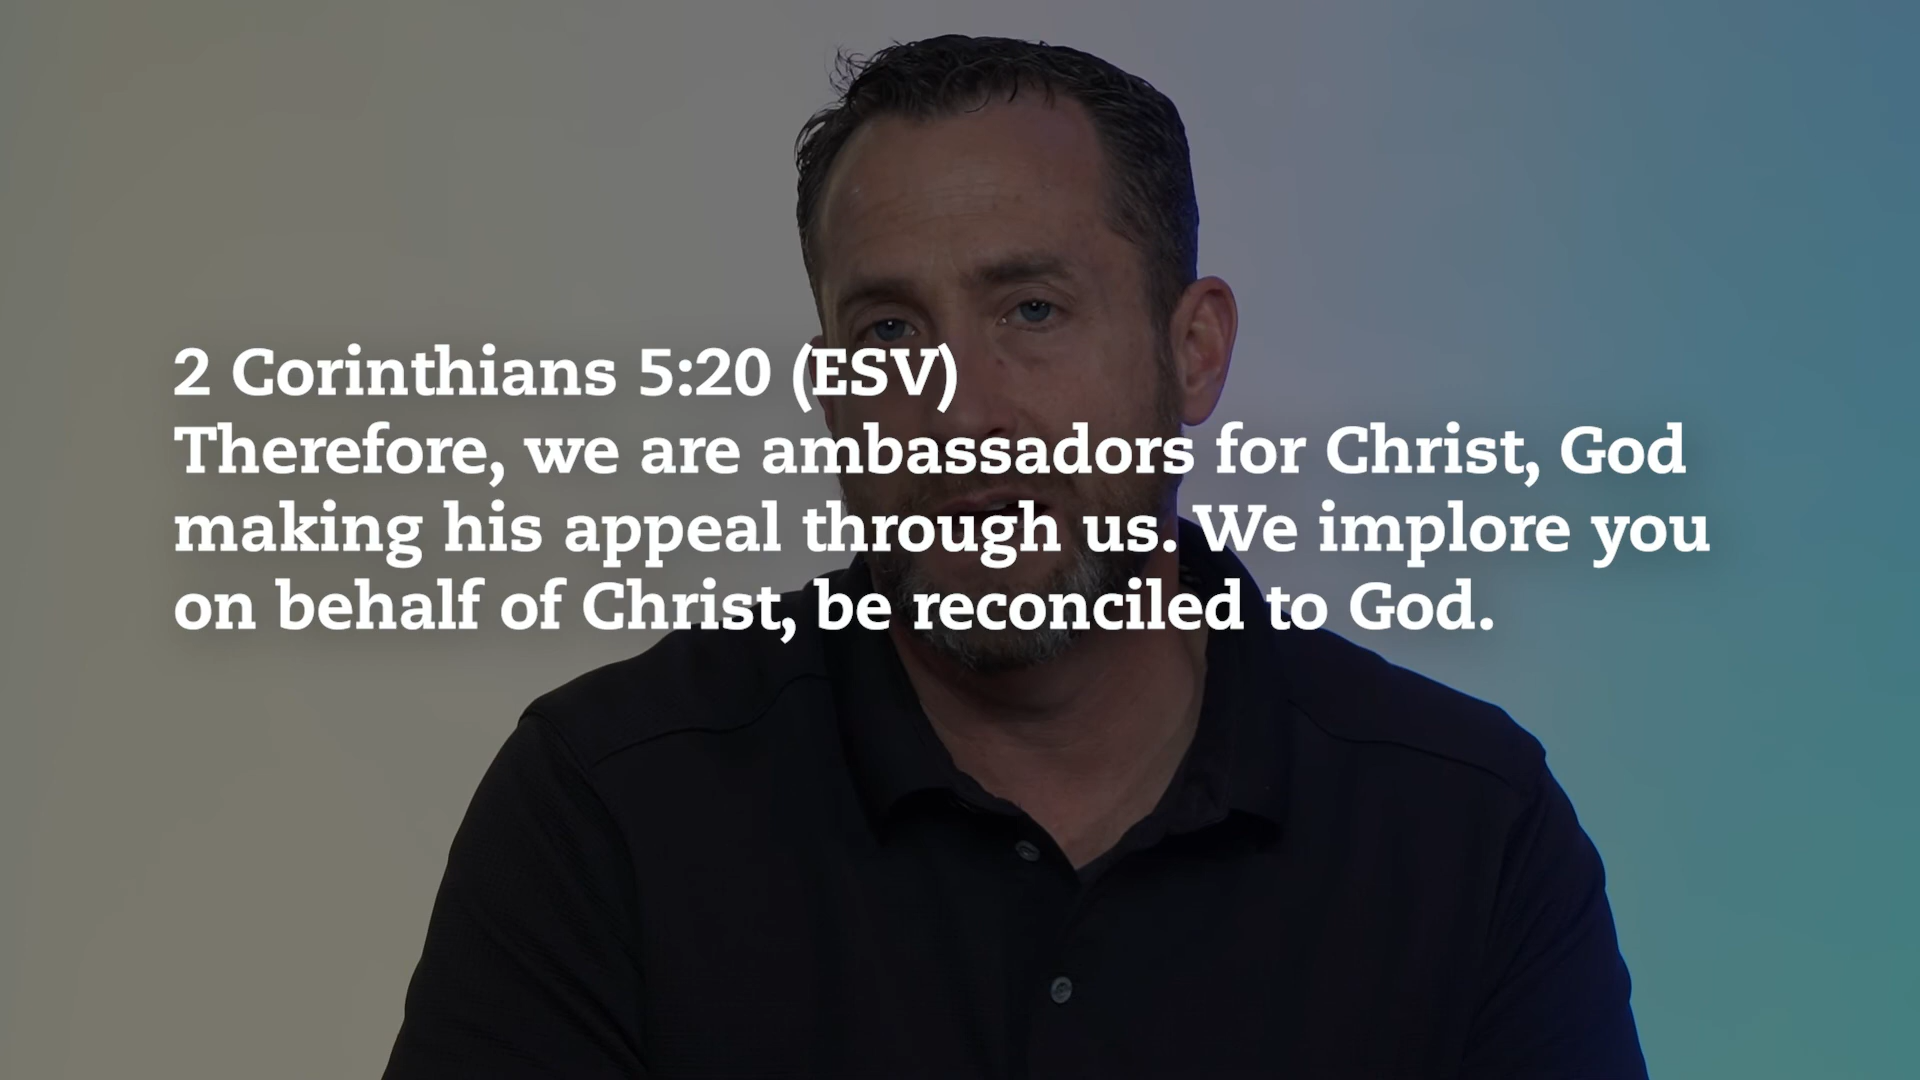 2 Corinthians 5:20 (ESV)
Therefore, we are ambassadors for Christ, God
making his appeal through us. We implore you
on behalf of Christ, be reconciled to God.